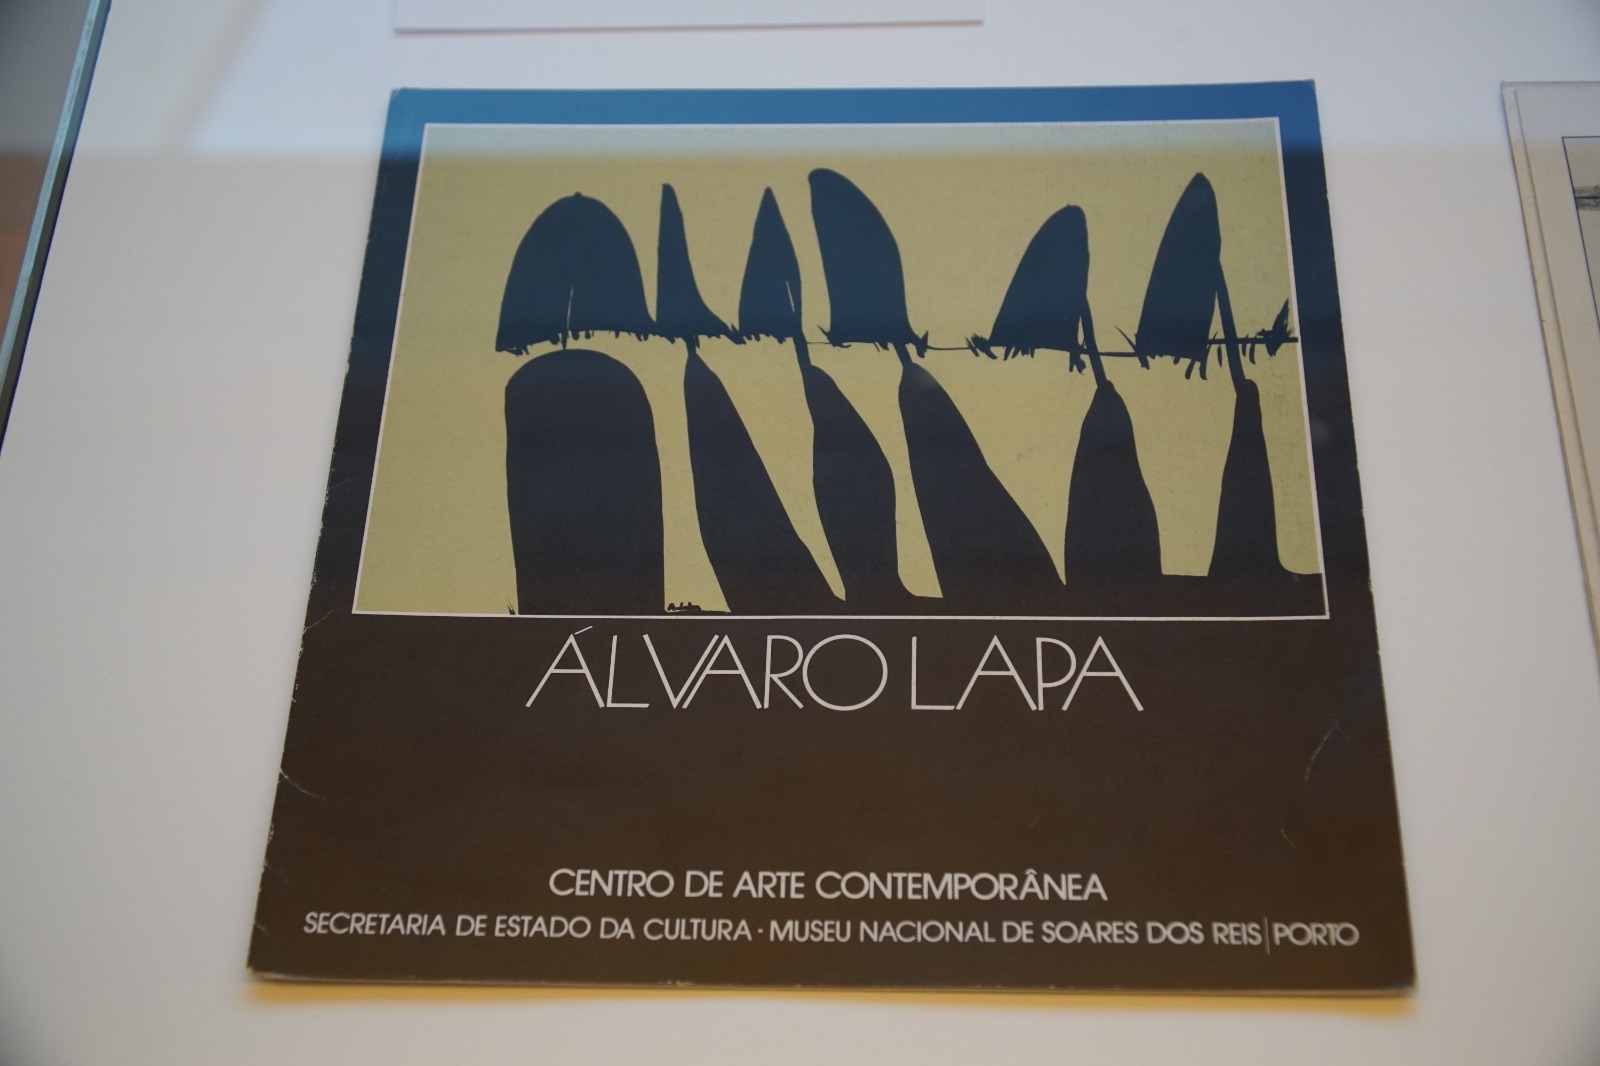 ÁLVARO LAPA
CENTRO DE ARTE CONTEMPORÂNEA
SECRETARIA DE ESTADO DA CULTURA · MUSEU NACIONAL DE SOARES DOS REIS | PORTO